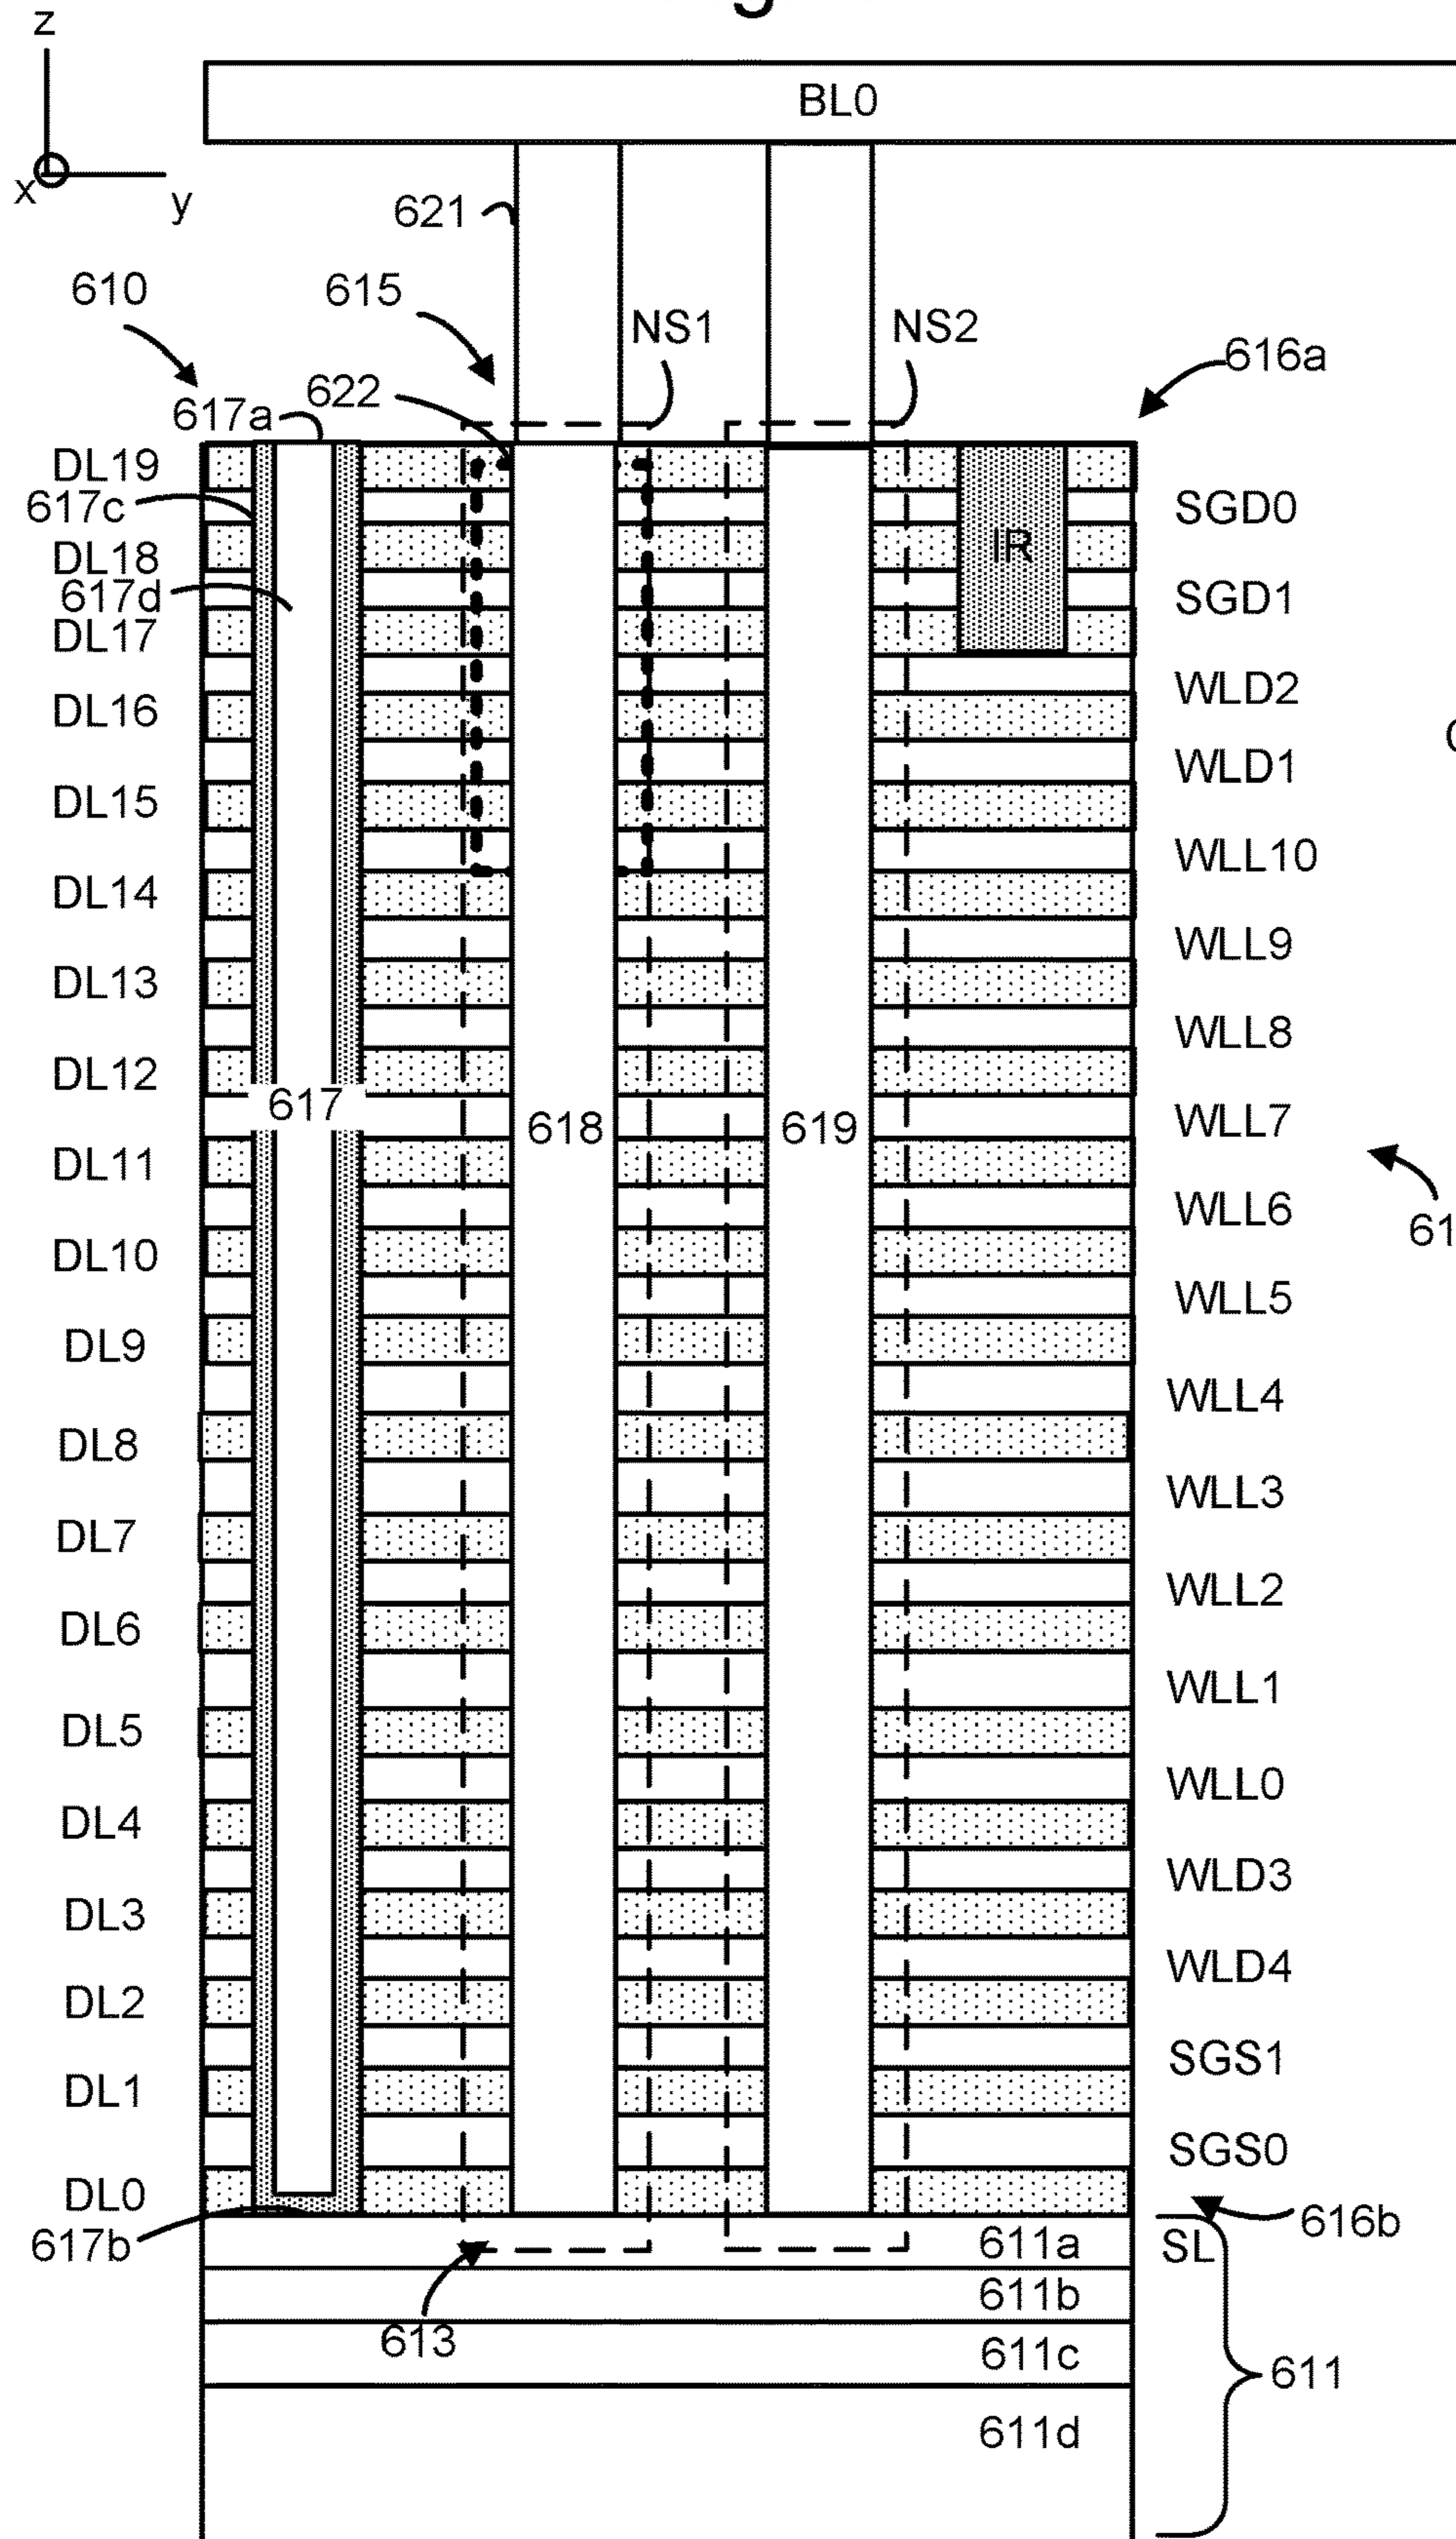 z
BL0
x
y
621
610
615
NS1
NS2
616a
622
617a
DL19
617c
SGD0
DL18
IR
617d
SGD1
DL17
WLD2
DL16
WLD1
DL15
WLL10
DL14
WLL9
DL13
WLL8
DL12
617
618
619
WLL7
DL11
WLL6
61
DL10
WLL5
DL9
WLL4
DL8
WLL3
DL7
WLL2
DL6
WLL1
DL5
WLL0
DL4
WLD3
DL3
WLD4
DL2
SGS1
DL1
SGS0
DL0
616b
617b
611a
SL
611b
613
611c
611
611d